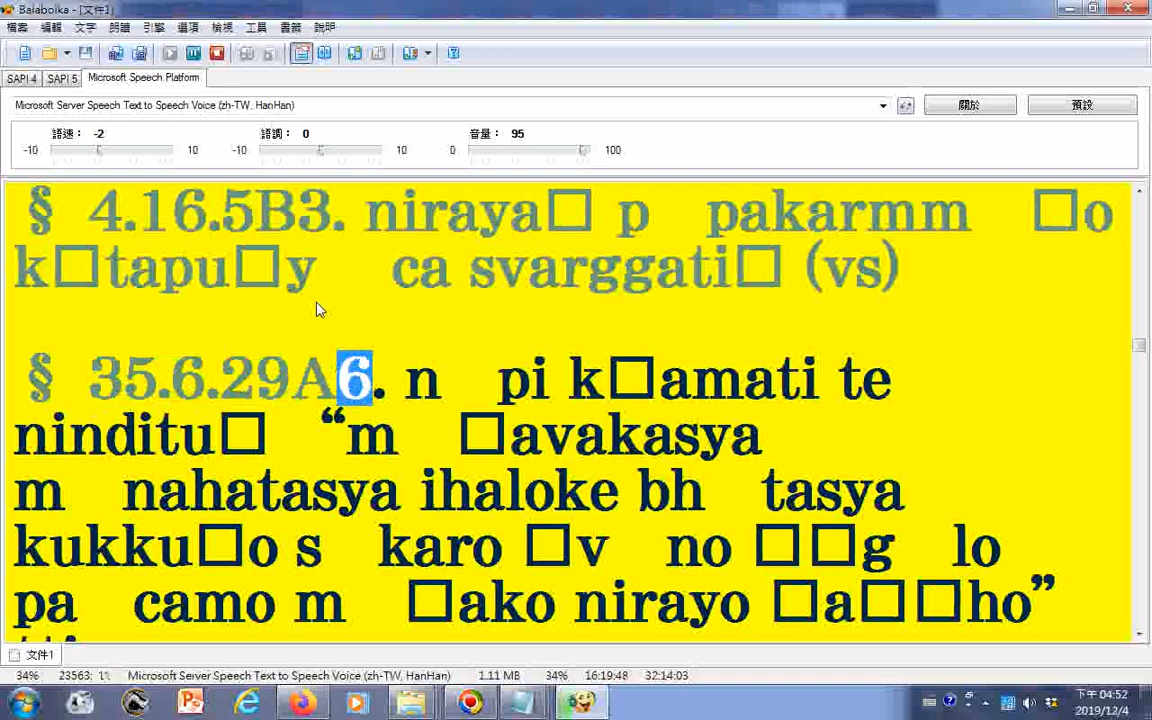 Balabolka - [文件1]
檔案 編輯 文字 朗讀 引擎 選項 檢視 工具 書籤 說明
SAPI 4 SAPI 5 Microsoft Speech Platform
Microsoft Server Speech Text to Speech Voice (zh-TW, HanHan) 關於 預設
語速： -2 語調： 0 音量： 95
-10 10 -10 10 0 100
§ 4.16.5B3. niraya□ p pakarmm □o
k□tapu□y ca svarggati□ (vs)
§ 35.6.29A6. n pi k□amati te
ninditu□ “m □avakasya
m nahatasya ihaloke bh tasya
kukku□o s karo □v no □□g lo
pa camo m □ako nirayo □a□□ho”
文件1
34% 23563: 1 Microsoft Server Speech Text to Speech Voice (zh-TW, HanHan) 1.11 MB 34% 16:19:48 32:14:03
下午 04:52
2019/12/4